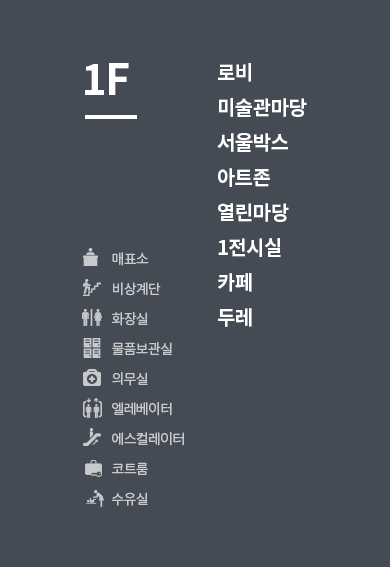 1F
로비
미술관마당
서울박스
아트존
열린마당
1전시실
카페
두레
매표소
비상계단
화장실
물품보관실
의무실
엘레베이터
에스컬레이터
코트룸
수유실